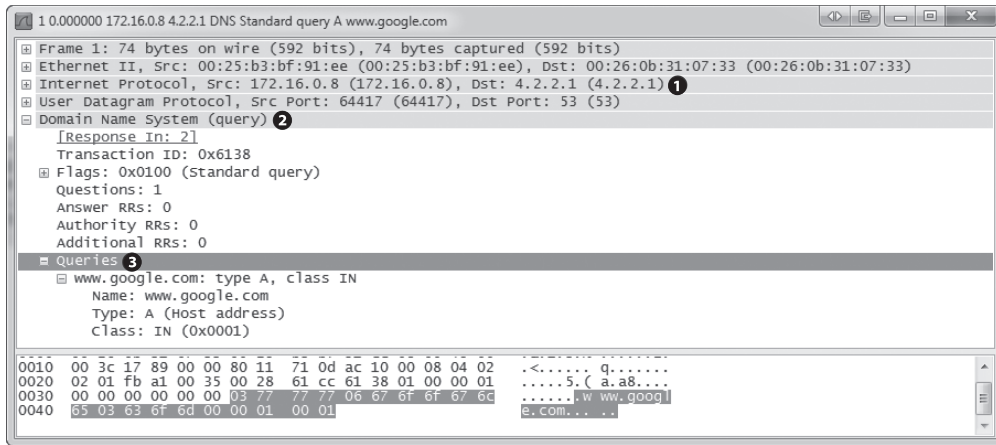 1 0.000000 172.16.0.8 4.2.2.1 DNS Standard query A www.google.com
Frame 1: 74 bytes on wire (592 bits), 74 bytes captured (592 bits)
Ethernet II, Src: 00:25:b3:bf:91:ee (00:25:b3:bf:91:ee), Dst: 00:26:0b:31:07:33 (00:26:0b:31:07:33)
Internet Protocol, Src: 172.16.0.8 (172.16.0.8), Dst: 4.2.2.1 (4.2.2.1) 1
User Datagram Protocol, Src Port: 64417 (64417), Dst Port: 53 (53)
Domain Name System (query) 2
[Response In: 2]
Transaction ID: 0x6138
Flags: 0x0100 (Standard query)
Questions: 1
Answer RRs: 0
Authority RRs: 0
Additional RRs: 0
Queries 3
www.google.com: type A, class IN
Name: www.google.com
Type: A (Host address)
Class: IN (0x0001)
0010 00 3c 17 89 00 00 80 11 71 0d ac 10 00 08 04 02 .<...... q.......
0020 02 01 fb a1 00 35 00 28 61 cc 61 38 01 00 00 01 .....5.( a.a8....
0030 00 00 00 00 00 00 03 77 77 77 06 67 6f 6f 67 6c .......w ww.googl
0040 65 03 63 6f 6d 00 00 01 00 01 e.com... ..